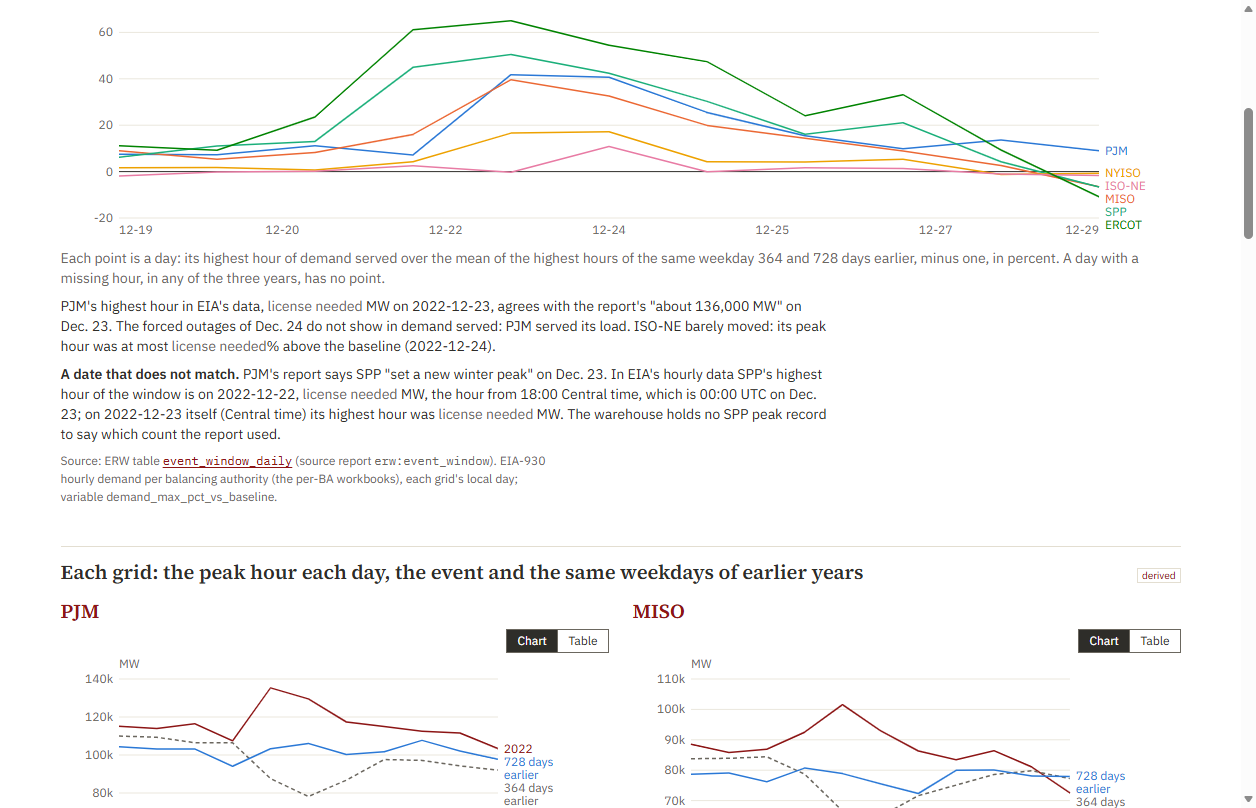 60
40
20
0
-20
12-19 12-20 12-22 12-24 12-25 12-27 12-29
PJM
NYISO
ISO-NE
MISO
SPP
ERCOT
Each point is a day: its highest hour of demand served over the mean of the highest hours of the same weekday 364 and 728 days earlier, minus one, in percent. A day with a
missing hour, in any of the three years, has no point.
PJM's highest hour in EIA's data, license needed MW on 2022-12-23, agrees with the report's "about 136,000 MW" on
Dec. 23. The forced outages of Dec. 24 do not show in demand served: PJM served its load. ISO-NE barely moved: its peak
hour was at most license needed% above the baseline (2022-12-24).
A date that does not match. PJM's report says SPP "set a new winter peak" on Dec. 23. In EIA's hourly data SPP's highest
hour of the window is on 2022-12-22, license needed MW, the hour from 18:00 Central time, which is 00:00 UTC on Dec.
23; on 2022-12-23 itself (Central time) its highest hour was license needed MW. The warehouse holds no SPP peak record
to say which count the report used.
Source: ERW table event_window_daily (source report erw:event_window). EIA-930
hourly demand per balancing authority (the per-BA workbooks), each grid's local day;
variable demand_max_pct_vs_baseline.
Each grid: the peak hour each day, the event and the same weekdays of earlier years
derived
PJM
Chart Table
MW
140k
120k
100k
80k
2022
728 days
earlier
364 days
earlier
MISO
Chart Table
MW
110k
100k
90k
80k
70k
728 days
earlier
364 days